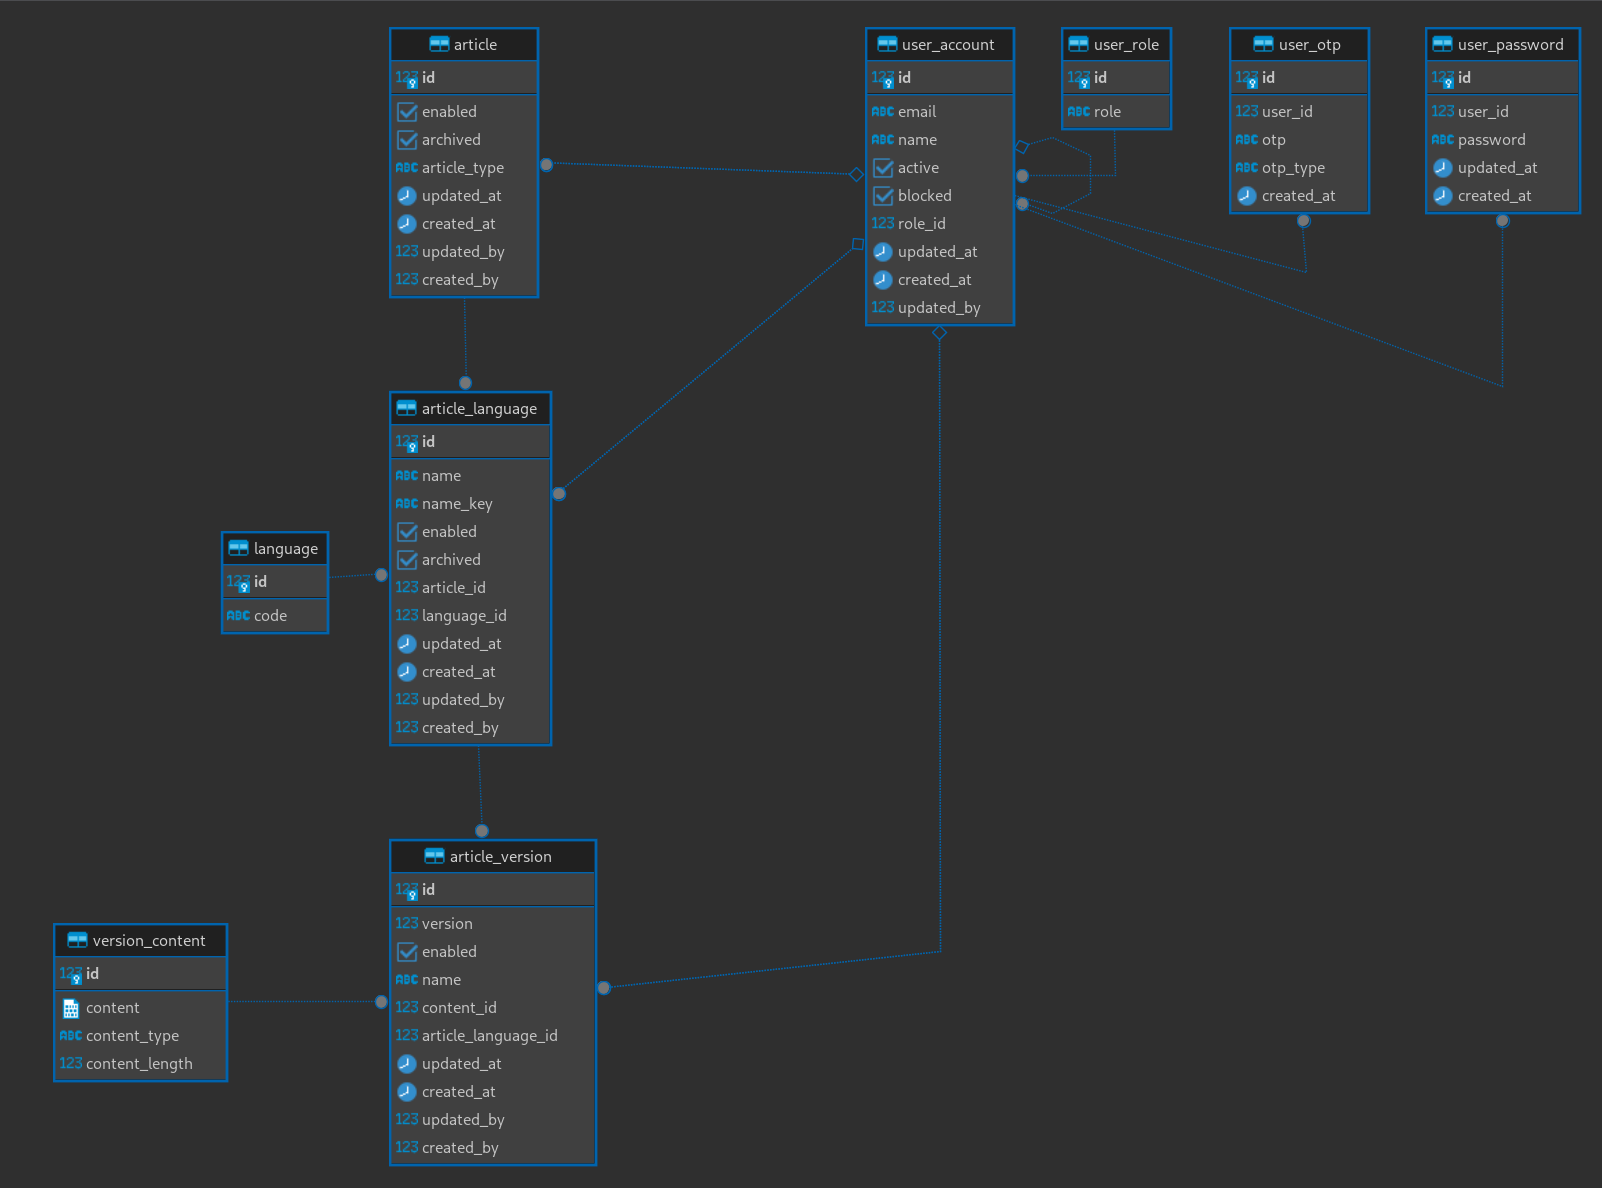 article
123 id
enabled
archived
ABC article_type
updated_at
created_at
123 updated_by
123 created_by
user_account
123 id
ABC email
ABC name
active
blocked
123 role_id
updated_at
created_at
123 updated_by
user_role
123 id
ABC role
user_otp
123 id
123 user_id
ABC otp
ABC otp_type
created_at
user_password
123 id
123 user_id
ABC password
updated_at
created_at
article_language
123 id
ABC name
ABC name_key
enabled
archived
123 article_id
123 language_id
updated_at
created_at
123 updated_by
123 created_by
language
123 id
ABC code
article_version
123 id
123 version
enabled
ABC name
123 content_id
123 article_language_id
updated_at
created_at
123 updated_by
123 created_by
version_content
123 id
content
ABC content_type
123 content_length